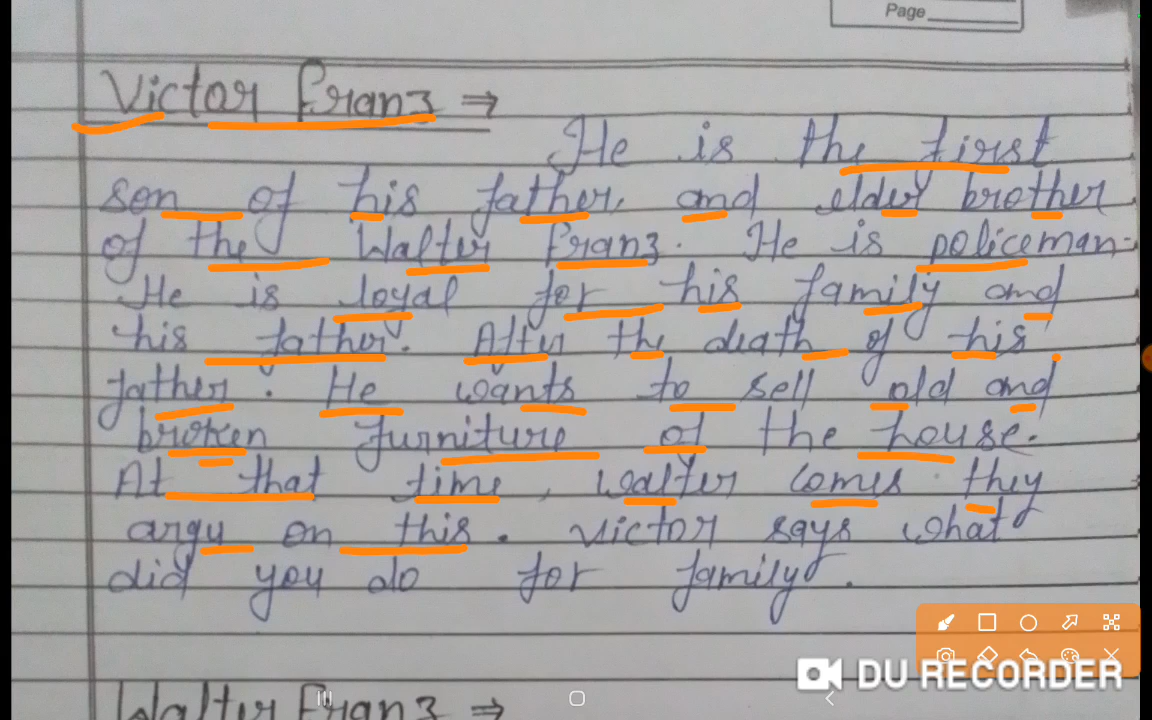 Page
Victor Franz ⇒
He is the first
son of his father, and elder brother
of the Walter Franz. He is policeman.
He is loyal for his family and
his father. After the death of his
father. He wants to sell old and
broken furniture of the house.
At that time, Walter comes they
argu on this. Victor says what
did you do for family.
DU RECORDER
Walter Franz ⇒